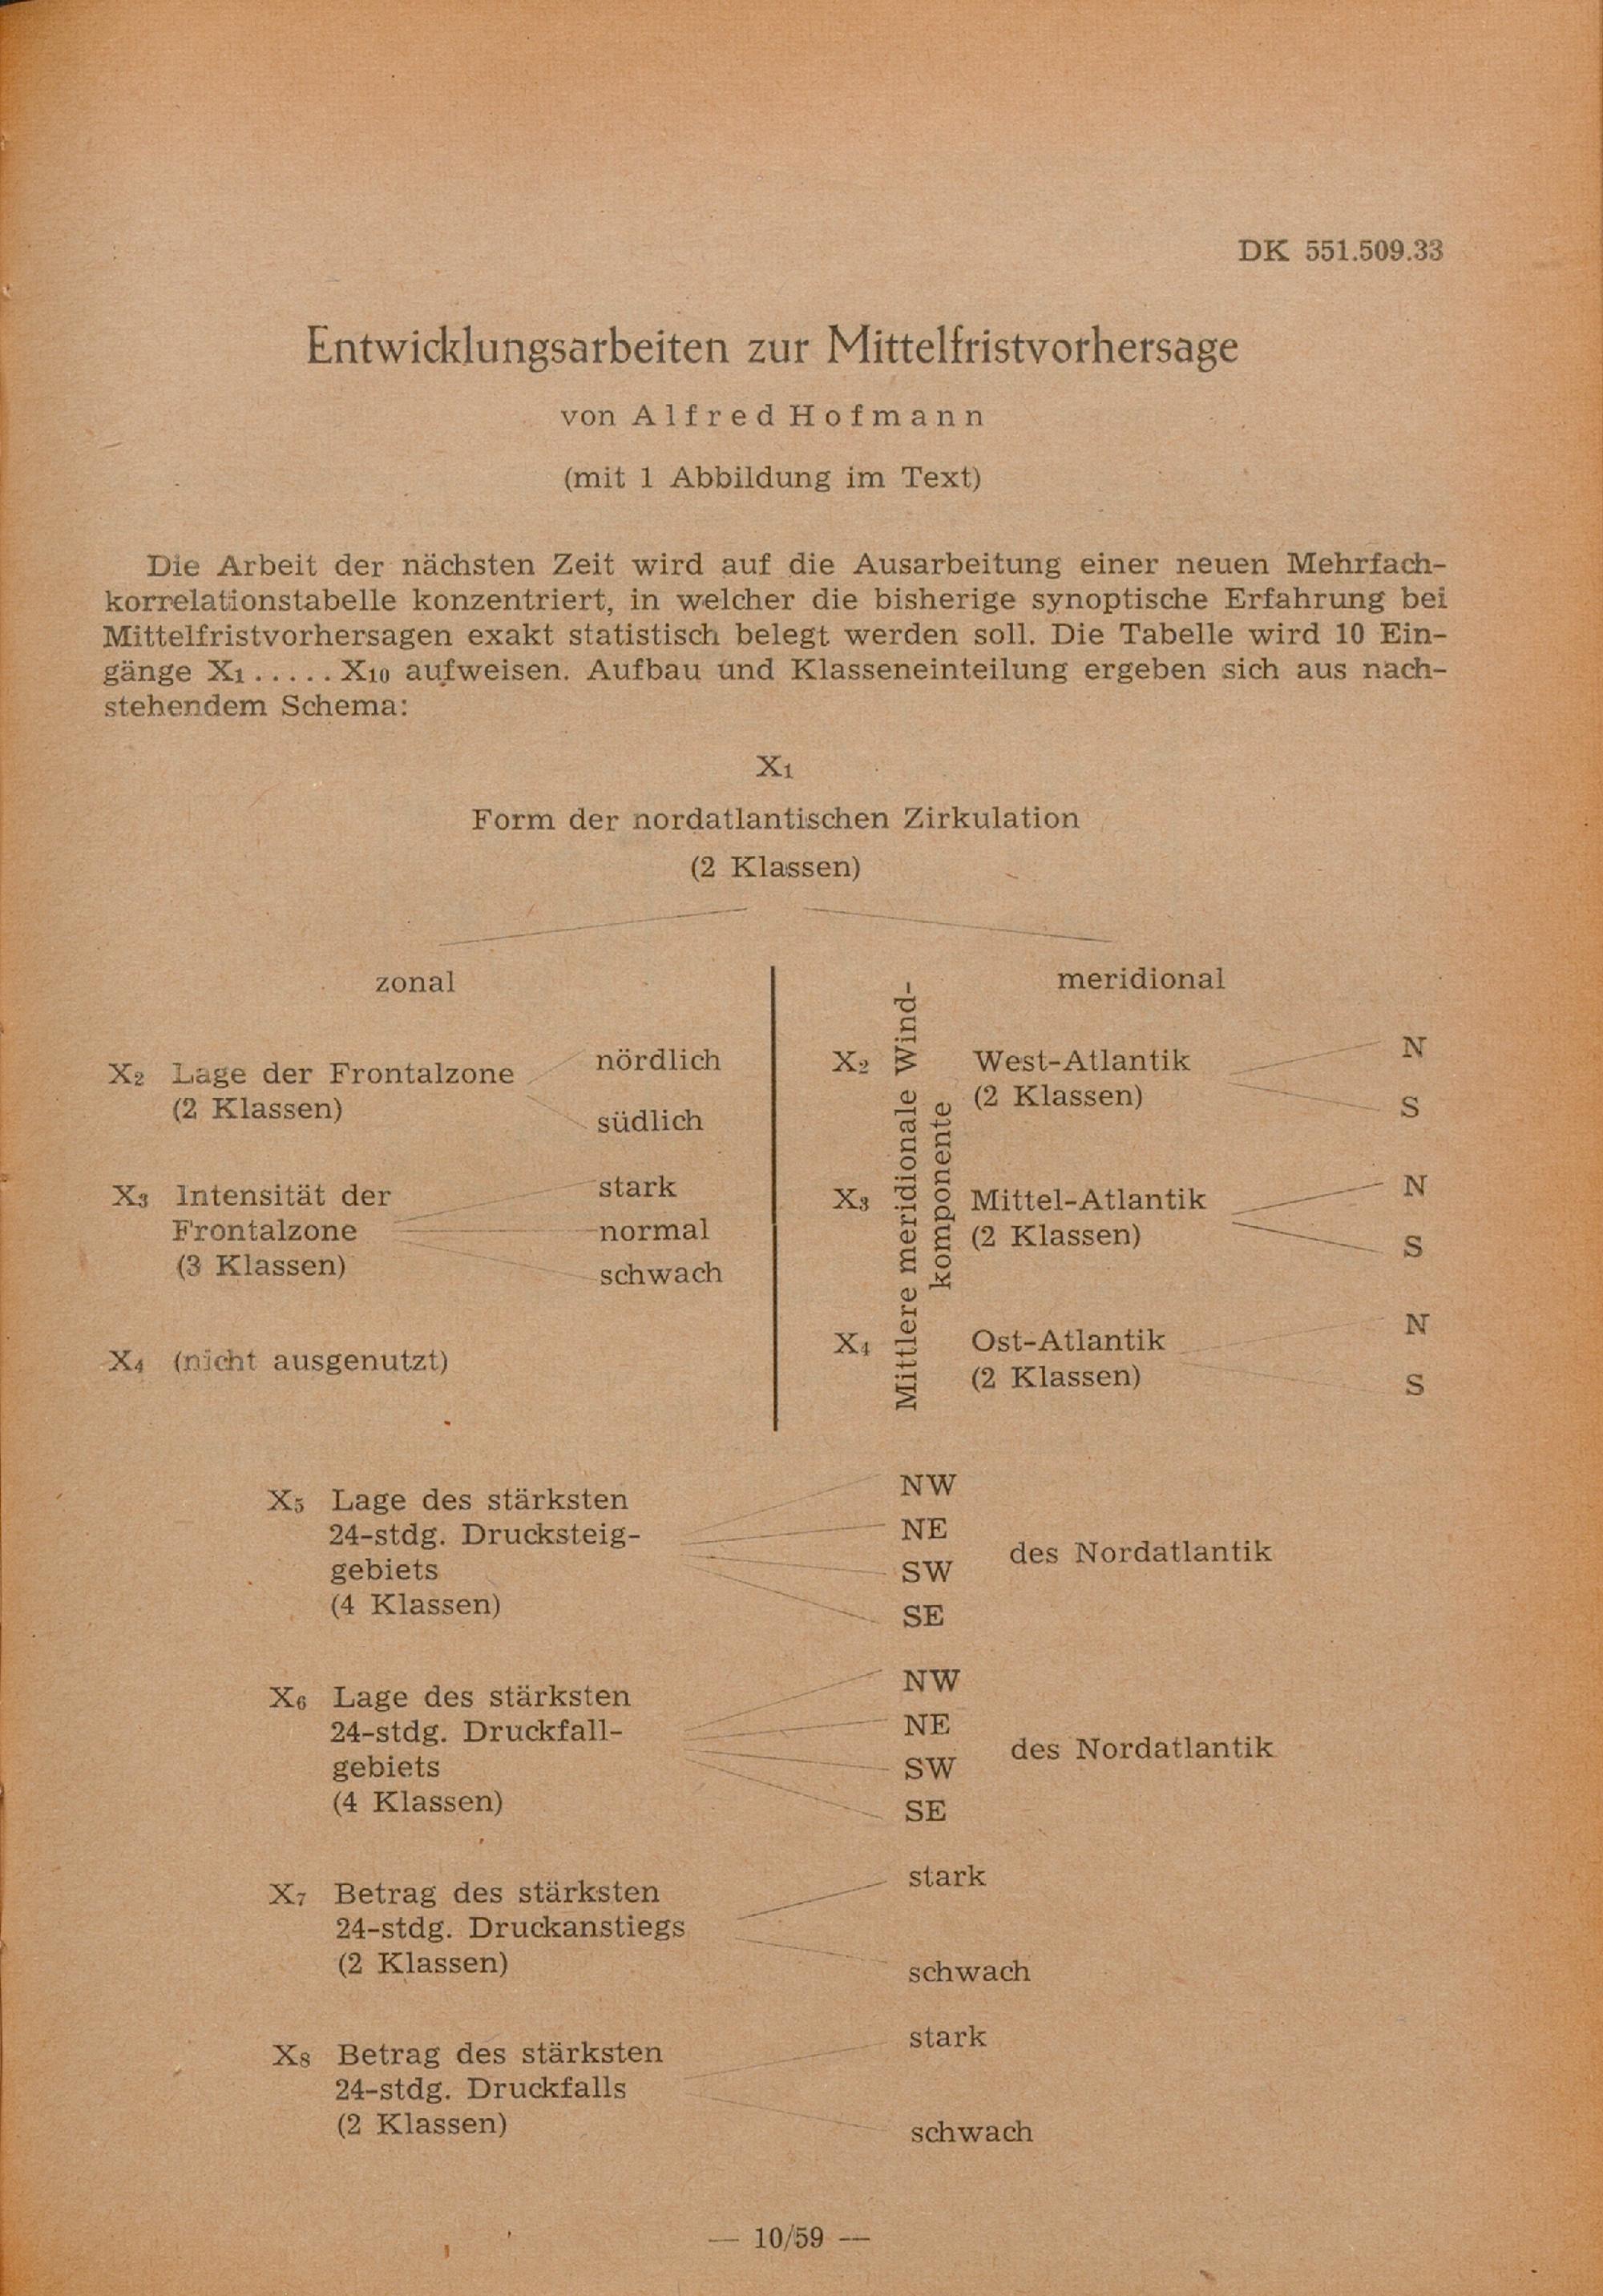 DK 551.509.33
Entwicklungsarbeiten zur Mittelfristvorhersage
von Alfred Hofmann
(mit 1 Abbildung im Text)
Die Arbeit der nächsten Zeit wird auf die Ausarbeitung einer neuen Mehrfach-
korrelationstabelle konzentriert, in welcher die bisherige synoptische Erfahrung bei
Mittelfristvorhersagen exakt statistisch belegt werden soll. Die Tabelle wird 10 Ein-
gänge X₁ ..... X₁₀ aufweisen. Aufbau und Klasseneinteilung ergeben sich aus nach-
stehendem Schema:
X₁
Form der nordatlantischen Zirkulation
(2 Klassen)
zonal
X₂ Lage der Frontalzone
(2 Klassen)
nördlich
südlich
X₃ Intensität der
Frontalzone
(3 Klassen)
stark
normal
schwach
X₄ (nicht ausgenutzt)
meridional
Mittlere meridionale Wind-
komponente
X₂ West-Atlantik
(2 Klassen)
N
S
X₃ Mittel-Atlantik
(2 Klassen)
N
S
X₄ Ost-Atlantik
(2 Klassen)
N
S
X₅ Lage des stärksten
24-stdg. Drucksteig-
gebiets
(4 Klassen)
NW
NE
SW
SE
des Nordatlantik
X₆ Lage des stärksten
24-stdg. Druckfall-
gebiets
(4 Klassen)
NW
NE
SW
SE
des Nordatlantik
X₇ Betrag des stärksten
24-stdg. Druckanstiegs
(2 Klassen)
stark
schwach
X₈ Betrag des stärksten
24-stdg. Druckfalls
(2 Klassen)
stark
schwach
— 10/59 —